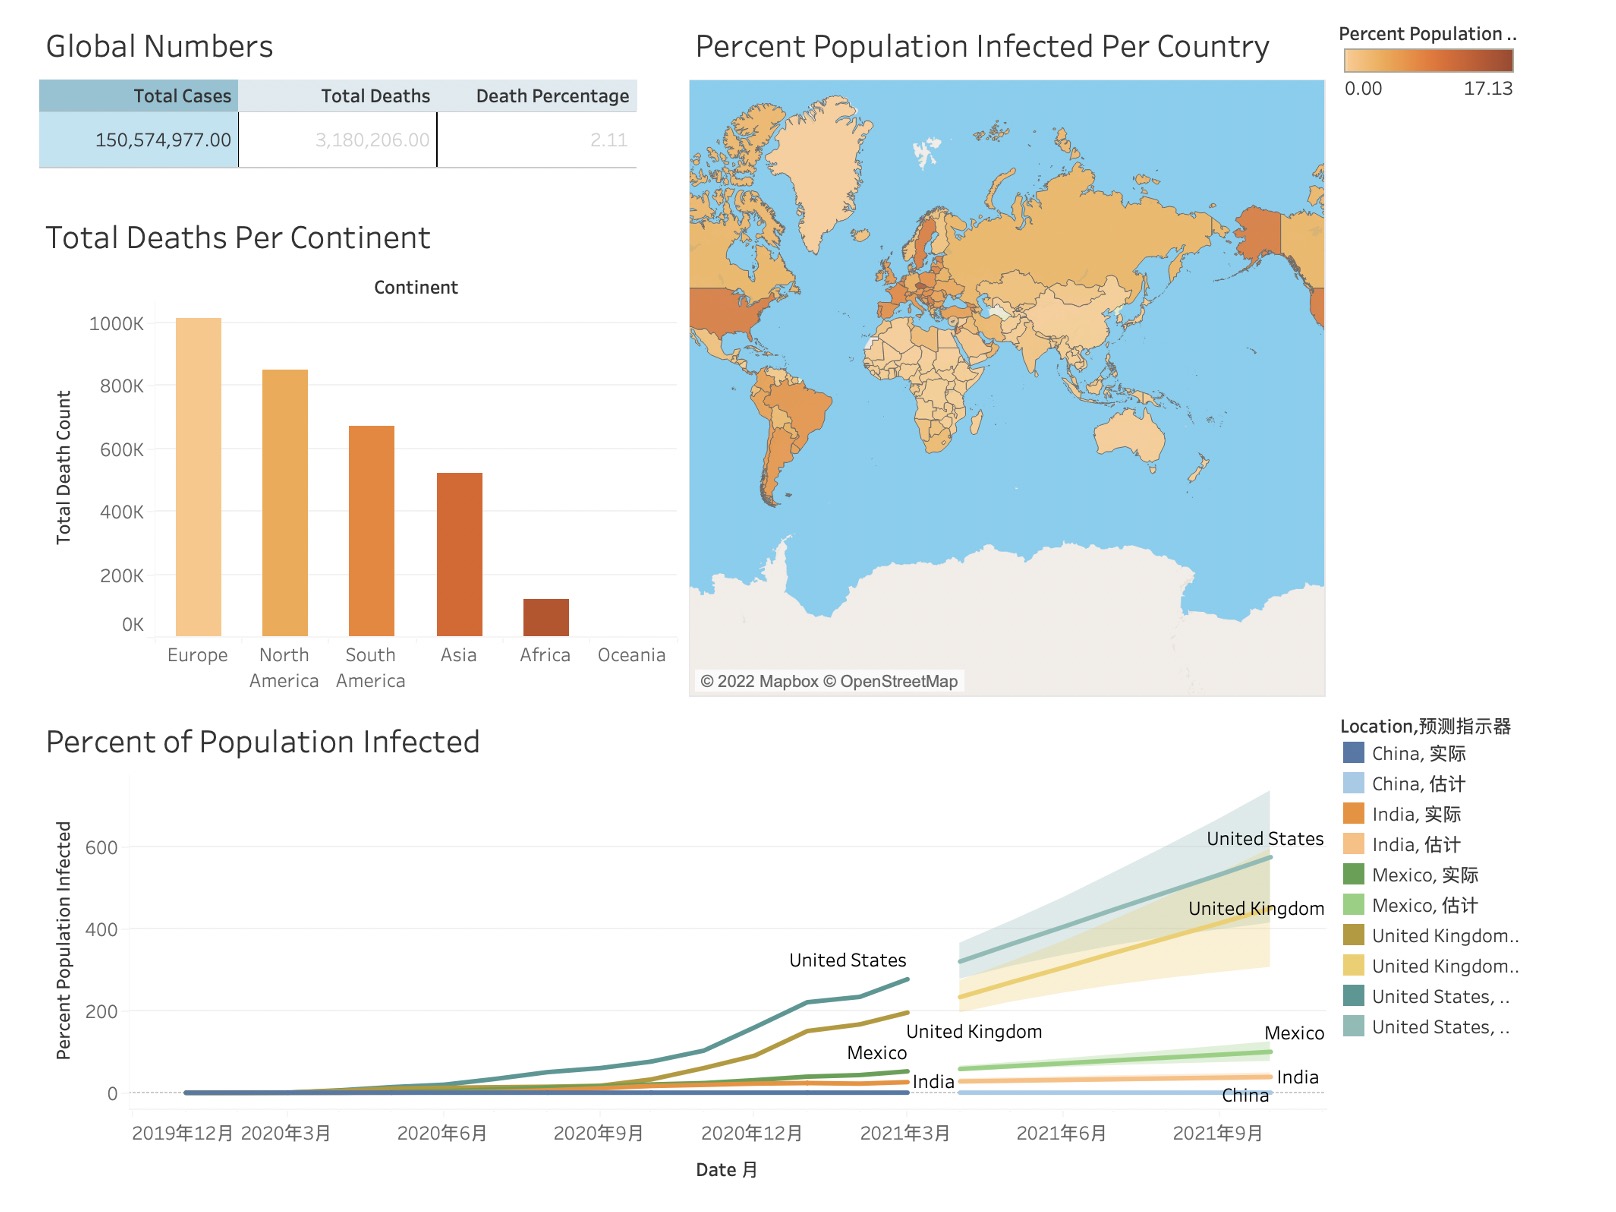 Global Numbers
Total Cases
Total Deaths
Death Percentage
150,574,977.00
3,180,206.00
2.11
Total Deaths Per Continent
Continent
Total Death Count
1000K
800K
600K
400K
200K
0K
Europe
North
America
South
America
Asia
Africa
Oceania
Percent Population Infected Per Country
© 2022 Mapbox © OpenStreetMap
Percent Population ..
0.00
17.13
Percent of Population Infected
Percent Population Infected
600
400
200
0
United States
United Kingdom
Mexico
India
United States
United Kingdom
Mexico
India
China
2019年12月
2020年3月
2020年6月
2020年9月
2020年12月
2021年3月
2021年6月
2021年9月
Date 月
Location,预测指示器
China, 实际
China, 估计
India, 实际
India, 估计
Mexico, 实际
Mexico, 估计
United Kingdom..
United Kingdom..
United States, ..
United States, ..